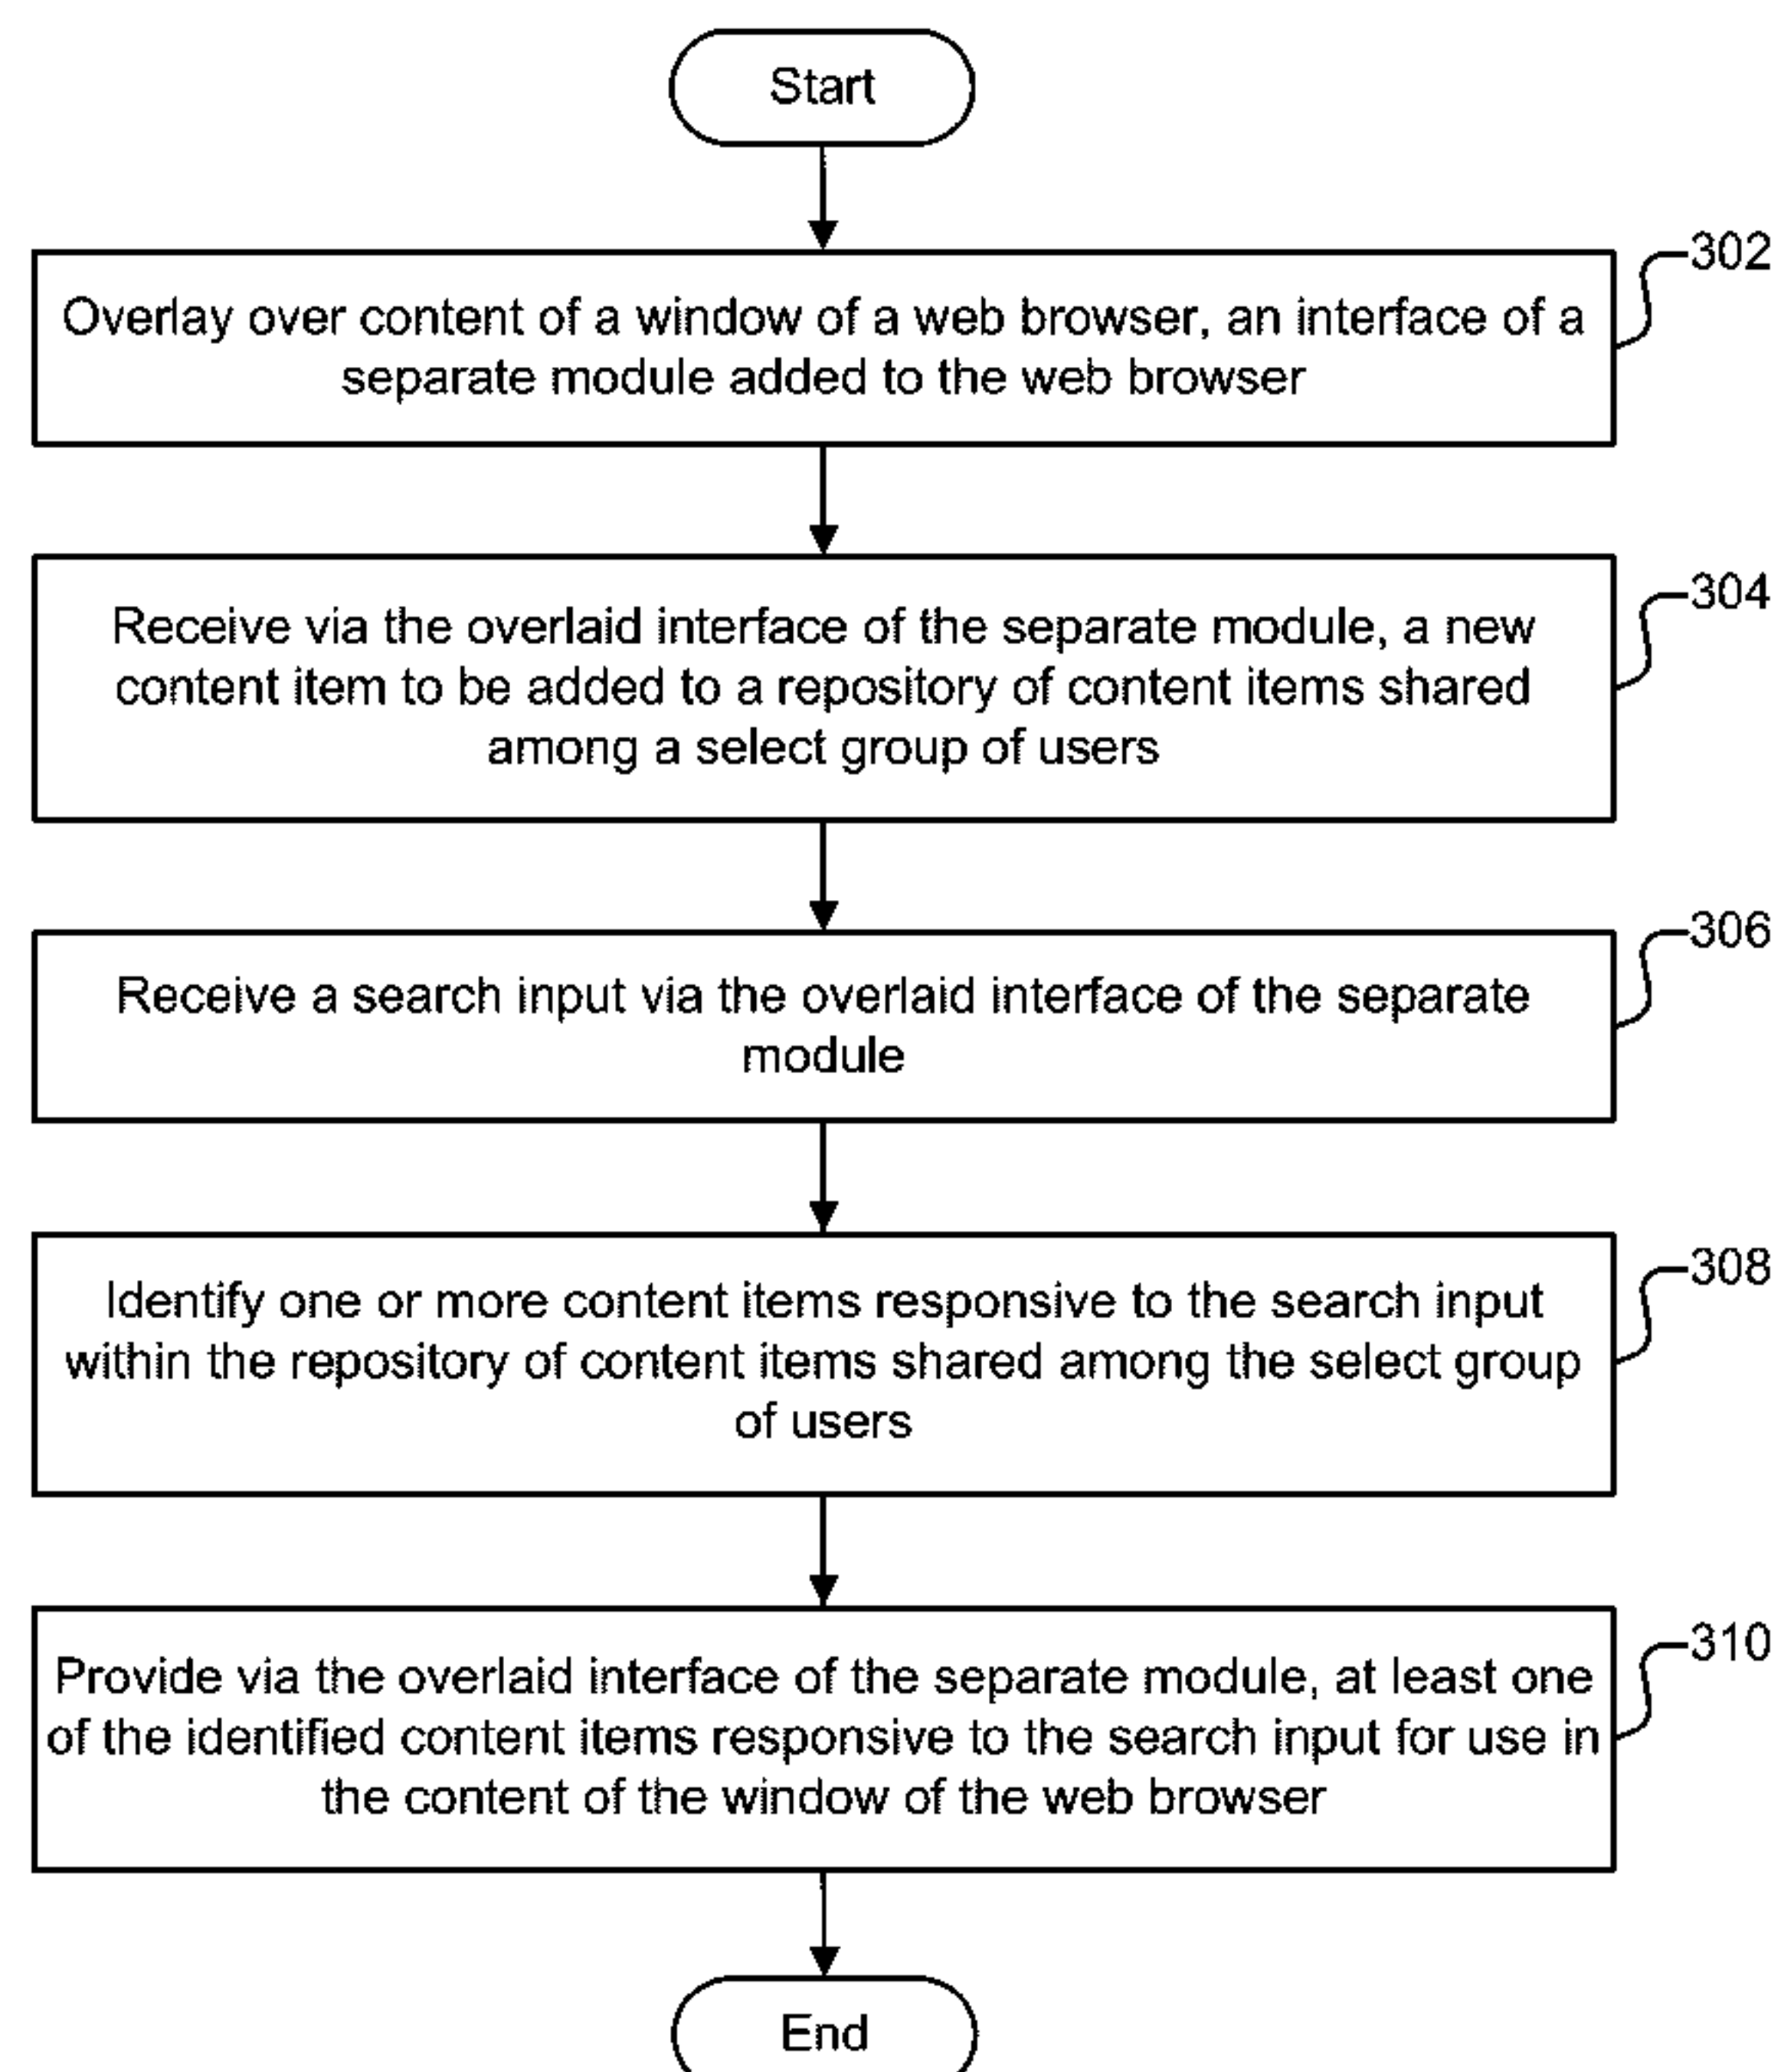 Start
302
Overlay over content of a window of a web browser, an interface of a
separate module added to the web browser
304
Receive via the overlaid interface of the separate module, a new
content item to be added to a repository of content items shared
among a select group of users
306
Receive a search input via the overlaid interface of the separate
module
308
Identify one or more content items responsive to the search input
within the repository of content items shared among the select group
of users
310
Provide via the overlaid interface of the separate module, at least one
of the identified content items responsive to the search input for use in
the content of the window of the web browser
End